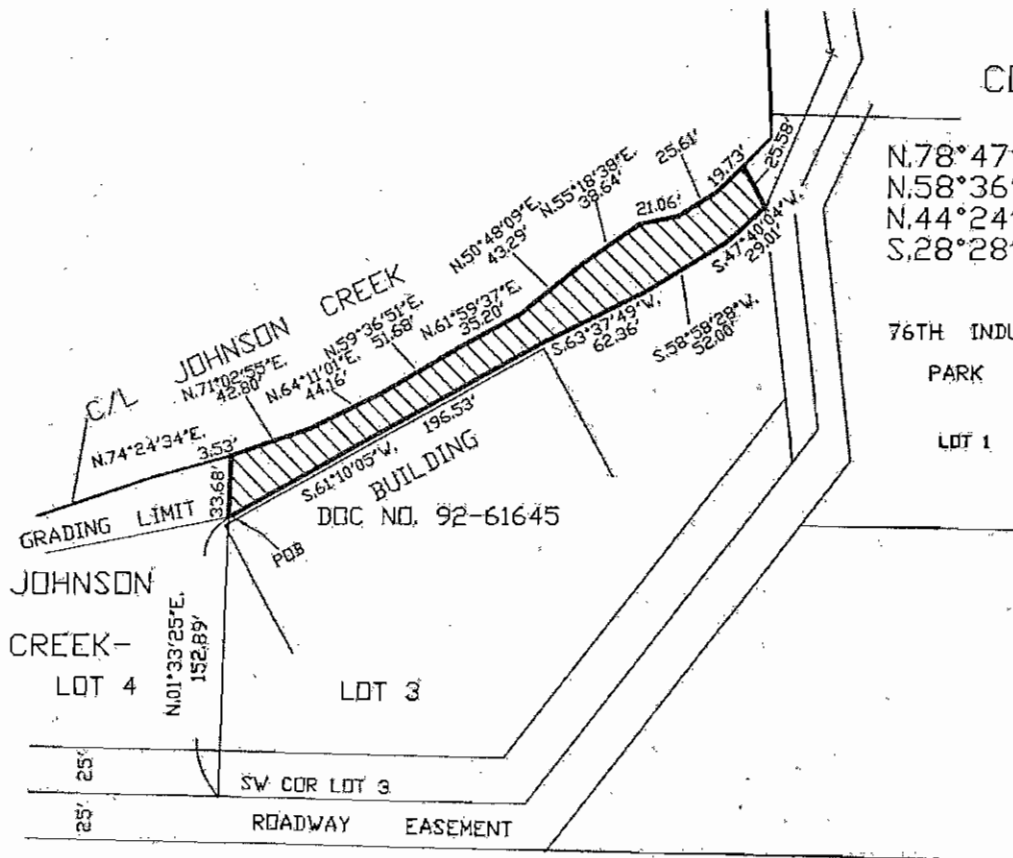 N.78°47'
N.58°36'
N.44°24'
S.28°28'
76TH INDU
PARK
LOT 1
25.58'
19.73'
25.61'
21.06'
N.55°18'38"E.
38.64'
N.50°48'09"E.
43.29'
N.61°59'37"E.
35.20'
N.59°36'51"E.
51.68'
N.64°11'01"E.
44.16'
N.71°02'55"E.
42.80'
N.74°24'34"E.
3.53'
C/L JOHNSON CREEK
S.47°40'04"W.
29.01'
S.58°58'28"W.
52.00'
S.63°37'49"W.
62.36'
S.61°10'05"W. 196.53'
33.68'
BUILDING
DOC NO. 92-61645
GRADING LIMIT
POB
JOHNSON
CREEK-
LOT 4
N.01°33'25"E.
152.89'
LOT 3
25'
SW COR LOT 3
25'
ROADWAY EASEMENT